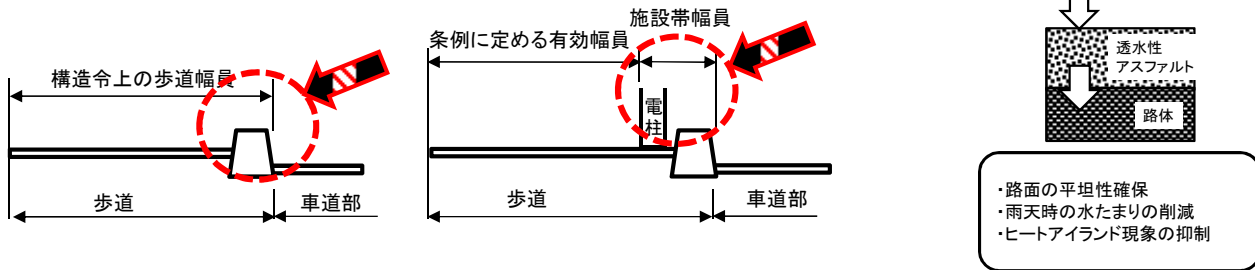 構造令上の歩道幅員
歩道
車道部
施設帯幅員
条例に定める有効幅員
電柱
歩道
車道部
透水性
アスファルト
路体
・路面の平坦性確保
・雨天時の水たまりの削減
・ヒートアイランド現象の抑制